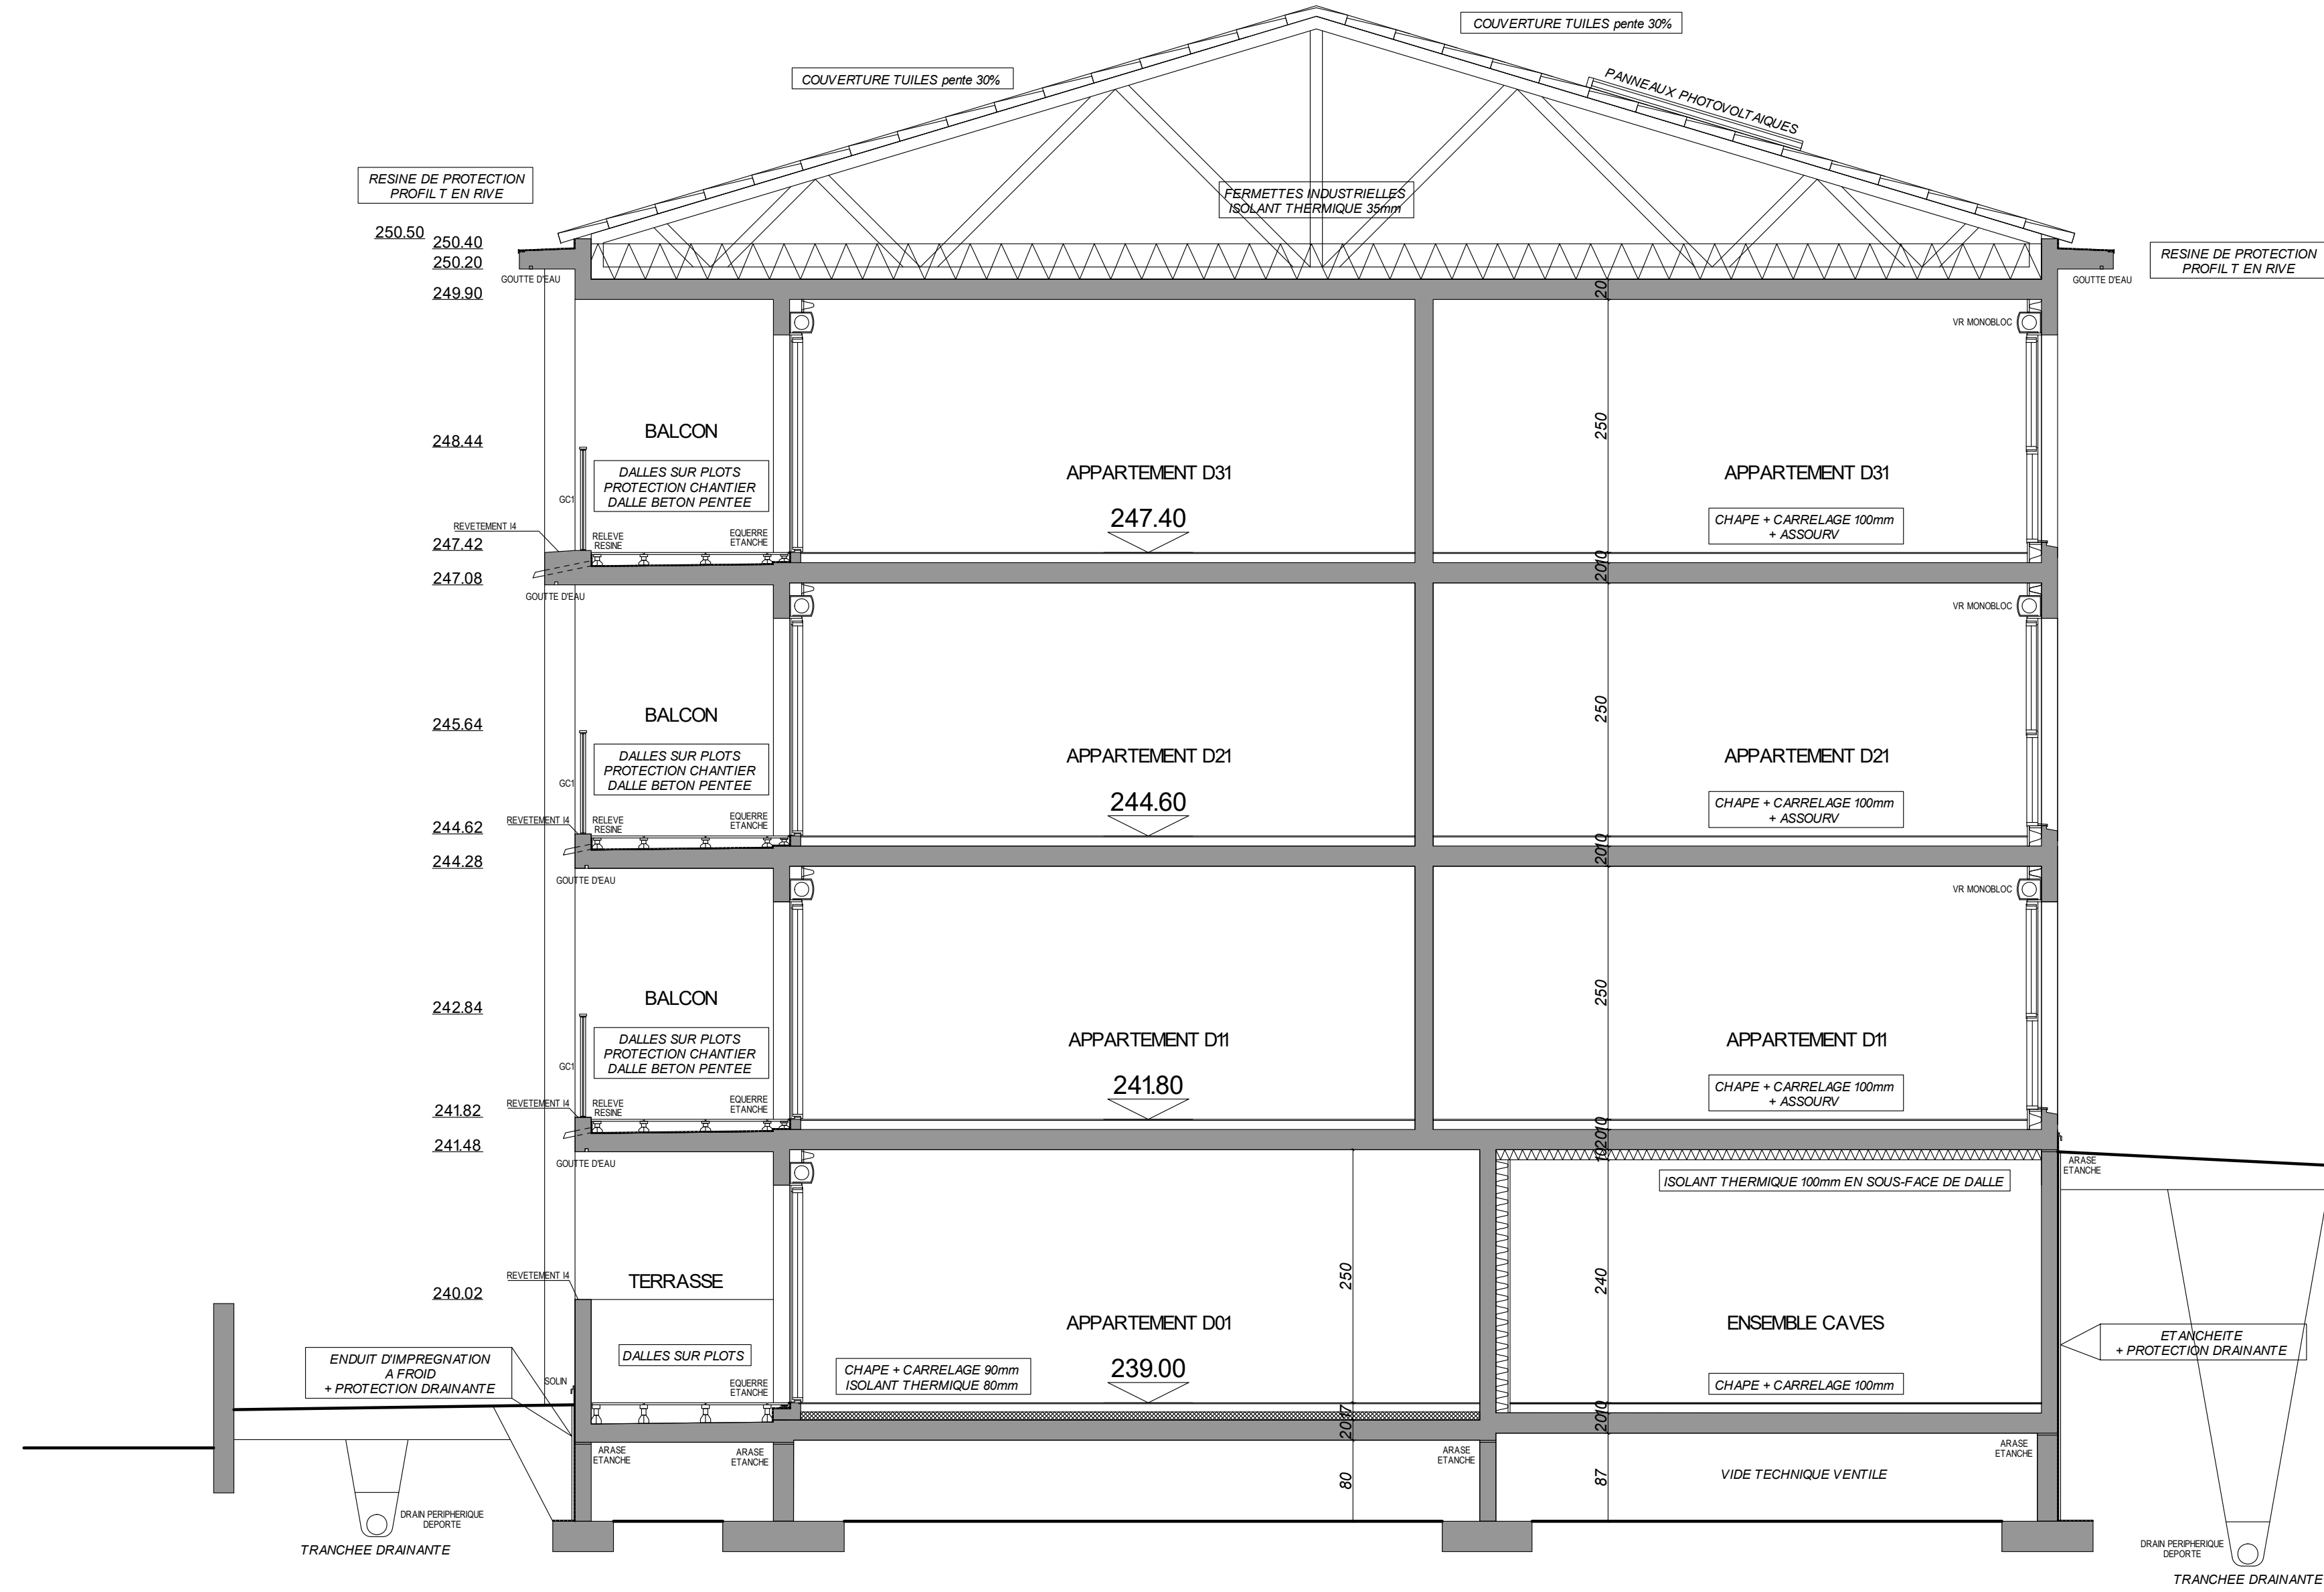 COUVERTURE TUILES pente 30%
COUVERTURE TUILES pente 30%
PANNEAUX PHOTOVOLTAIQUES
RESINE DE PROTECTION
PROFIL T EN RIVE
FERMETTES INDUSTRIELLES
ISOLANT THERMIQUE 35mm
250.50
250.40
250.20
249.90
GOUTTE D'EAU
RESINE DE PROTECTION
PROFIL T EN RIVE
GOUTTE D'EAU
20
VR MONOBLOC
248.44
BALCON
DALLES SUR PLOTS
PROTECTION CHANTIER
DALLE BETON PENTEE
GC1
REVETEMENT I4
RELEVE
RESINE
EQUERRE
ETANCHE
247.42
247.08
GOUTTE D'EAU
APPARTEMENT D31
247.40
250
APPARTEMENT D31
CHAPE + CARRELAGE 100mm
+ ASSOURV
2010
VR MONOBLOC
245.64
BALCON
DALLES SUR PLOTS
PROTECTION CHANTIER
DALLE BETON PENTEE
GC1
REVETEMENT I4
RELEVE
RESINE
EQUERRE
ETANCHE
244.62
244.28
GOUTTE D'EAU
APPARTEMENT D21
244.60
250
APPARTEMENT D21
CHAPE + CARRELAGE 100mm
+ ASSOURV
2010
VR MONOBLOC
242.84
BALCON
DALLES SUR PLOTS
PROTECTION CHANTIER
DALLE BETON PENTEE
GC1
REVETEMENT I4
RELEVE
RESINE
EQUERRE
ETANCHE
241.82
241.48
GOUTTE D'EAU
APPARTEMENT D11
241.80
250
APPARTEMENT D11
CHAPE + CARRELAGE 100mm
+ ASSOURV
102010
ARASE
ETANCHE
ISOLANT THERMIQUE 100mm EN SOUS-FACE DE DALLE
REVETEMENT I4
TERRASSE
240.02
DALLES SUR PLOTS
EQUERRE
ETANCHE
SOLIN
ENDUIT D'IMPREGNATION
A FROID
+ PROTECTION DRAINANTE
APPARTEMENT D01
239.00
CHAPE + CARRELAGE 90mm
ISOLANT THERMIQUE 80mm
250
240
ENSEMBLE CAVES
CHAPE + CARRELAGE 100mm
ETANCHEITE
+ PROTECTION DRAINANTE
2017
2010
ARASE
ETANCHE
ARASE
ETANCHE
ARASE
ETANCHE
ARASE
ETANCHE
80
87
VIDE TECHNIQUE VENTILE
DRAIN PERIPHERIQUE
DEPORTE
TRANCHEE DRAINANTE
DRAIN PERIPHERIQUE
DEPORTE
TRANCHEE DRAINANTE